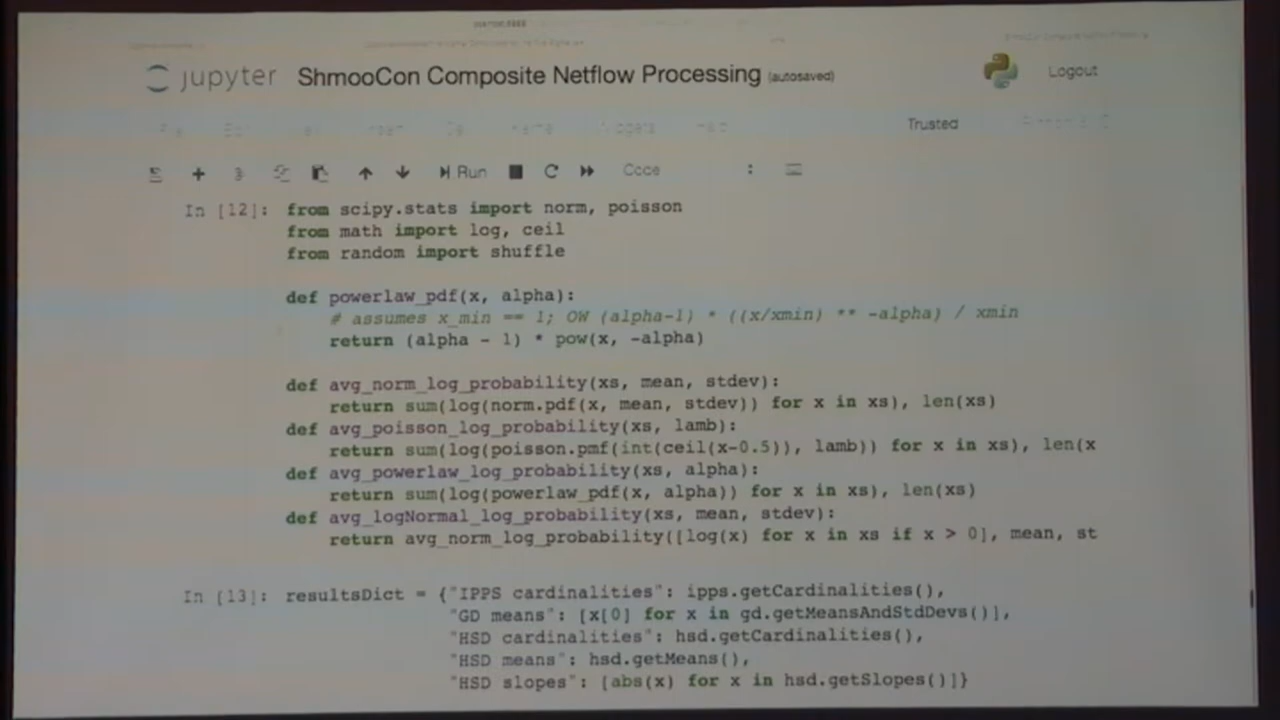 jupyter ShmooCon Composite Netflow Processing (autosaved) Logout
Trusted
Run
In [12]: from scipy.stats import norm, poisson
from math import log, ceil
from random import shuffle
def powerlaw_pdf(x, alpha):
# assumes x_min == 1; OW (alpha-1) * ((x/xmin) ** -alpha) / xmin
return (alpha - 1) * pow(x, -alpha)
def avg_norm_log_probability(xs, mean, stdev):
return sum(log(norm.pdf(x, mean, stdev)) for x in xs), len(xs)
def avg_poisson_log_probability(xs, lamb):
return sum(log(poisson.pmf(int(ceil(x-0.5)), lamb)) for x in xs), len(x
def avg_powerlaw_log_probability(xs, alpha):
return sum(log(powerlaw_pdf(x, alpha)) for x in xs), len(xs)
def avg_logNormal_log_probability(xs, mean, stdev):
return avg_norm_log_probability([log(x) for x in xs if x > 0], mean, st
In [13]: resultsDict = {"IPPS cardinalities": ipps.getCardinalities(),
"GD means": [x[0] for x in gd.getMeansAndStdDevs()],
"HSD cardinalities": hsd.getCardinalities(),
"HSD means": hsd.getMeans(),
"HSD slopes": [abs(x) for x in hsd.getSlopes()]}